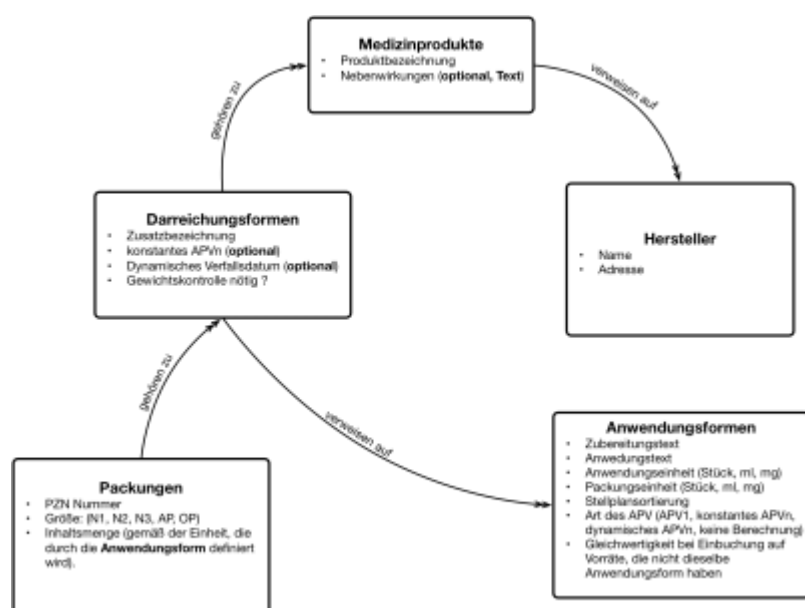 Medizinprodukte
• Produktbezeichnung
• Nebenwirkungen (optional, Text)
gehören zu
verweisen auf
Darreichungsformen
• Zusatzbezeichnung
• konstantes APVn (optional)
• Dynamisches Verfallsdatum (optional)
• Gewichtskontrolle nötig ?
Hersteller
• Name
• Adresse
gehören zu
verweisen auf
Packungen
• PZN Nummer
• Größe: (N1, N2, N3, AP, OP)
• Inhaltsmenge (gemäß der Einheit, die
durch die Anwendungsform definiert
wird).
Anwendungsformen
• Zubereitungstext
• Anwedungstext
• Anwendungseinheit (Stück, ml, mg)
• Packungseinheit (Stück, ml, mg)
• Stellplansortierung
• Art des APV (APV1, konstantes APVn,
dynamisches APVn, keine Berechnung)
• Gleichwertigkeit bei Einbuchung auf
Vorräte, die nicht dieselbe
Anwendungsform haben